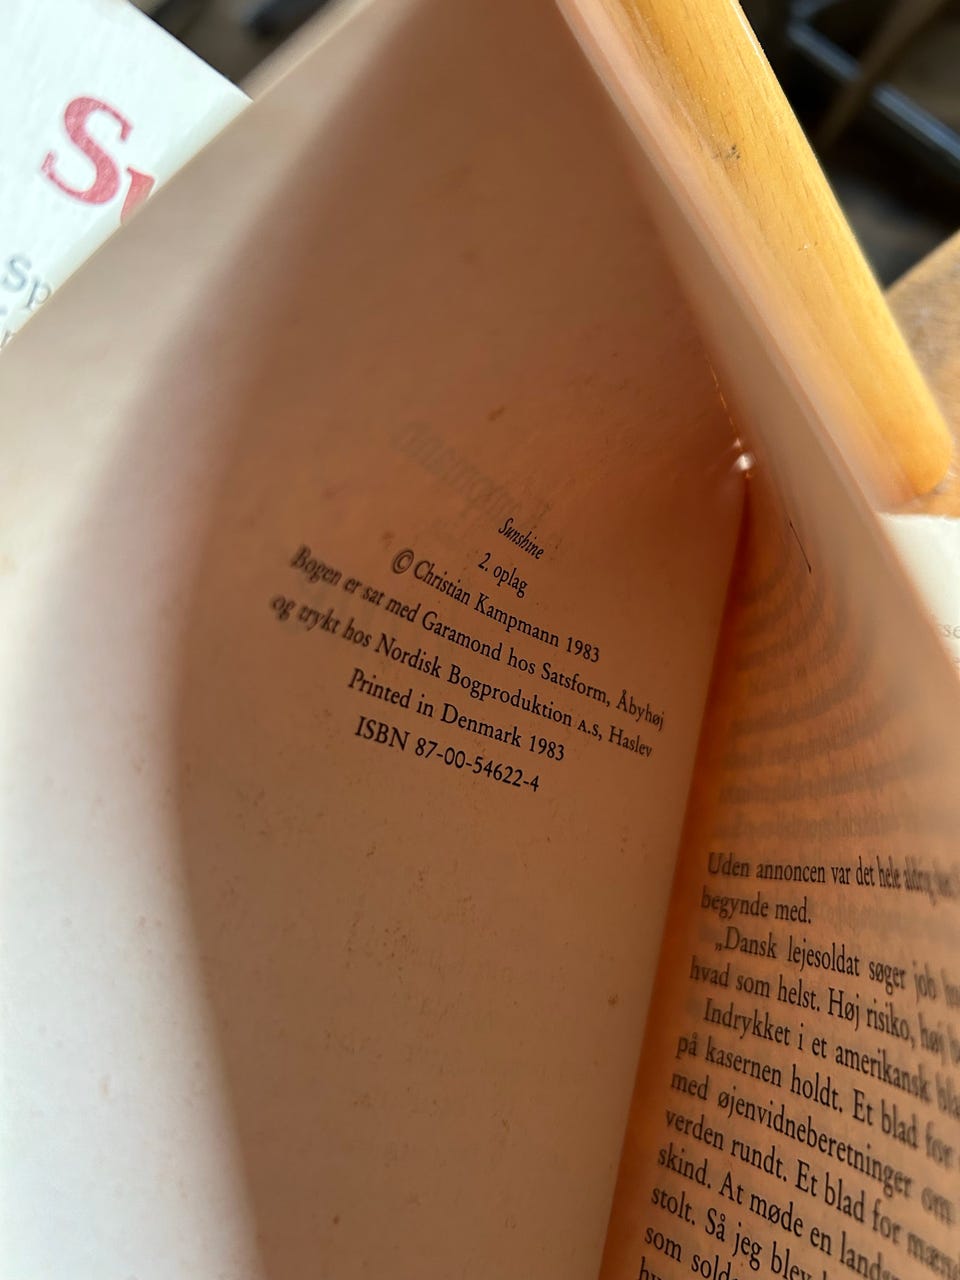 Su
Sp
Sunshine
2. oplag
© Christian Kampmann 1983
Bogen er sat med Garamond hos Satsform, Åbyhøj
og trykt hos Nordisk Bogproduktion A.S, Haslev
Printed in Denmark 1983
ISBN 87-00-54622-4
Uden annoncen var det hele aldrig
begynde med.
„Dansk lejesoldat søger job
hvad som helst. Høj risiko, høj
Indrykket i et amerikansk
på kasernen holdt. Et blad for
med øjenvidneberetninger om
verden rundt. Et blad for
skind. At møde en
stolt. Så jeg blev
som